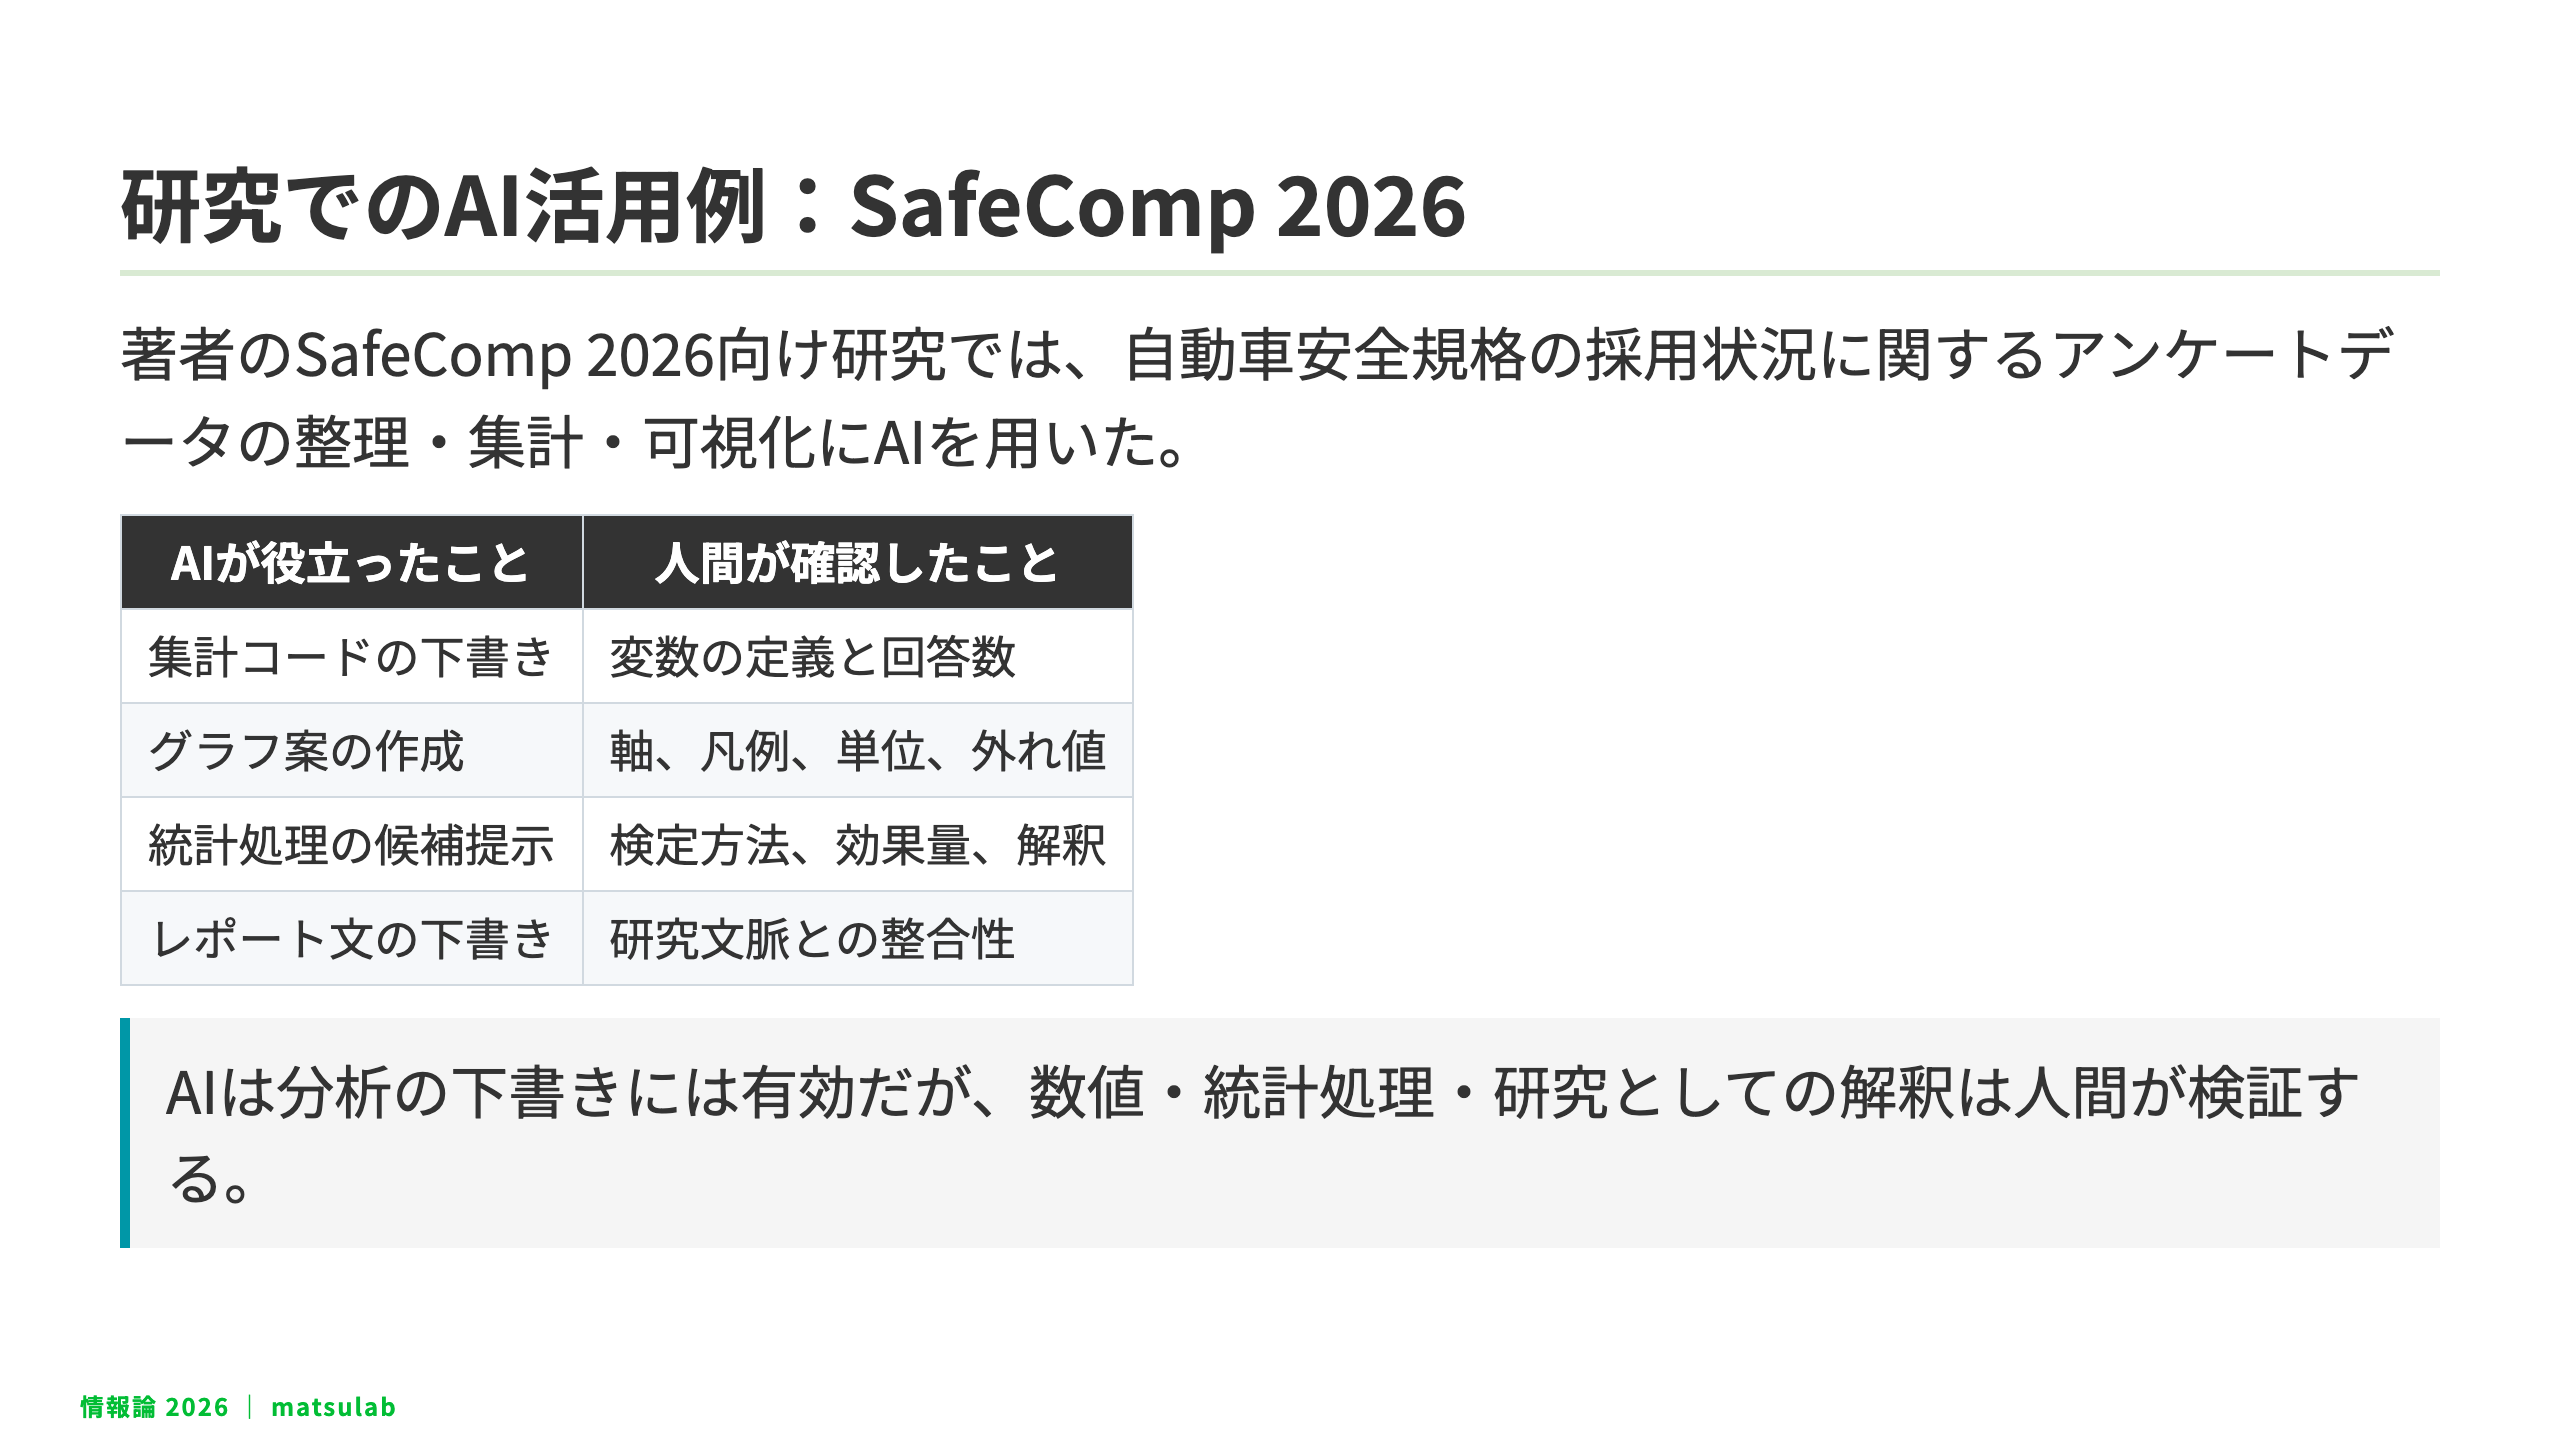 研究でのAI活用例：SafeComp 2026
著者のSafeComp 2026向け研究では、自動車安全規格の採用状況に関するアンケートデ
ータの整理・集計・可視化にAIを用いた。
AIが役立ったこと 人間が確認したこと
集計コードの下書き 変数の定義と回答数
グラフ案の作成 軸、凡例、単位、外れ値
統計処理の候補提示 検定方法、効果量、解釈
レポート文の下書き 研究文脈との整合性
AIは分析の下書きには有効だが、数値・統計処理・研究としての解釈は人間が検証す
る。
情報論 2026 ｜ matsulab